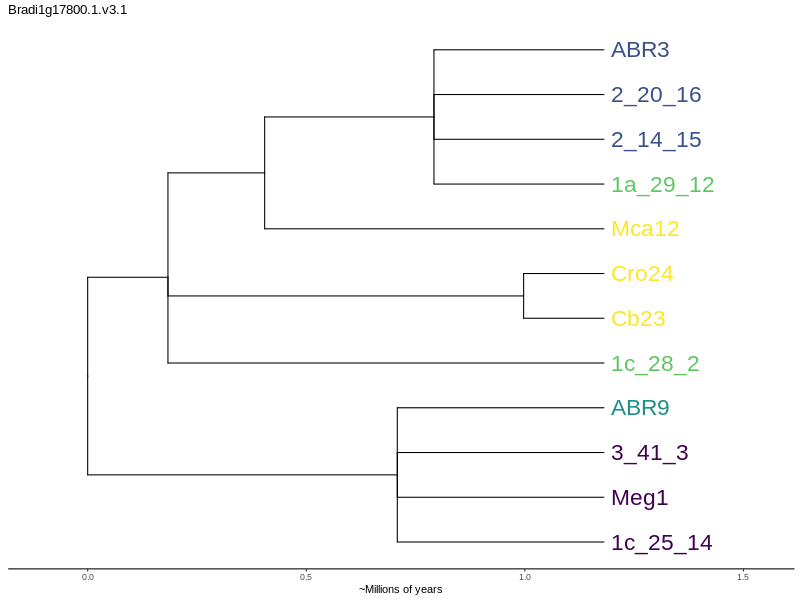 Bradi1g17800.1.v3.1
ABR3
2_20_16
2_14_15
1a_29_12
Mca12
Cro24
Cb23
1c_28_2
ABR9
3_41_3
Meg1
1c_25_14
0.0 0.5 1.0 1.5
~Millions of years